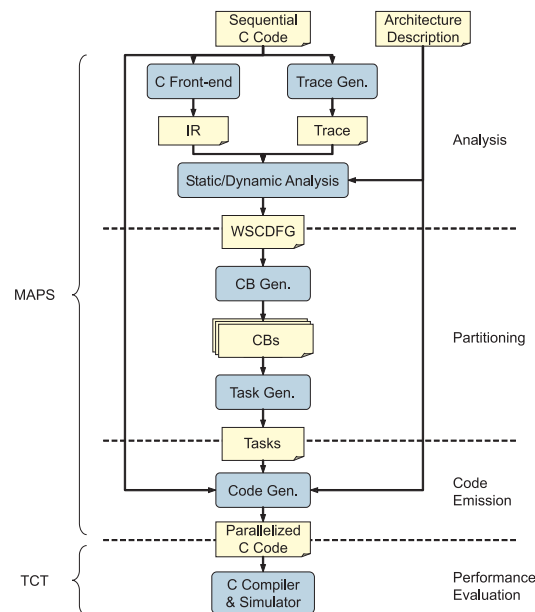 Sequential
C Code
Architecture
Description
C Front-end
Trace Gen.
IR
Trace
Analysis
Static/Dynamic Analysis
WSCDFG
CB Gen.
MAPS
CBs
Partitioning
Task Gen.
Tasks
Code Gen.
Code
Emission
Parallelized
C Code
TCT
C Compiler
& Simulator
Performance
Evaluation